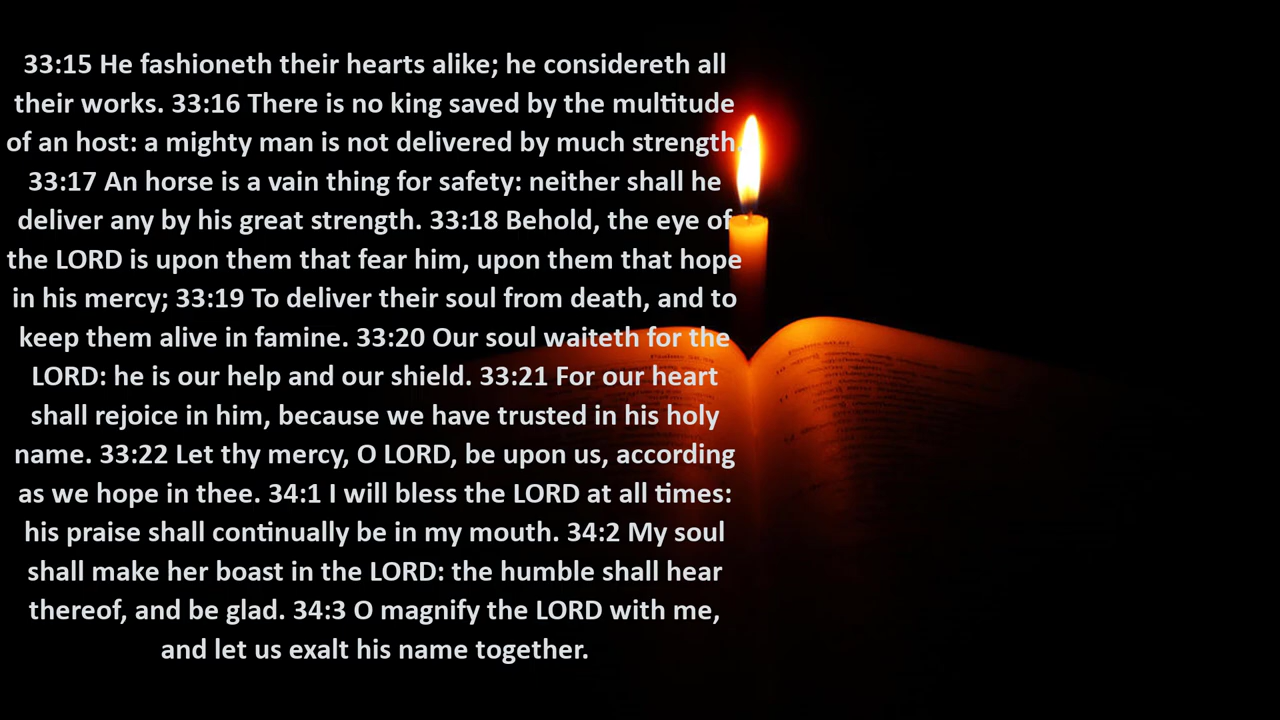 33:15 He fashioneth their hearts alike; he considereth all
their works. 33:16 There is no king saved by the multitude
of an host: a mighty man is not delivered by much strength.
33:17 An horse is a vain thing for safety: neither shall he
deliver any by his great strength. 33:18 Behold, the eye of
the LORD is upon them that fear him, upon them that hope
in his mercy; 33:19 To deliver their soul from death, and to
keep them alive in famine. 33:20 Our soul waiteth for the
LORD: he is our help and our shield. 33:21 For our heart
shall rejoice in him, because we have trusted in his holy
name. 33:22 Let thy mercy, O LORD, be upon us, according
as we hope in thee. 34:1 I will bless the LORD at all times:
his praise shall continually be in my mouth. 34:2 My soul
shall make her boast in the LORD: the humble shall hear
thereof, and be glad. 34:3 O magnify the LORD with me,
and let us exalt his name together.